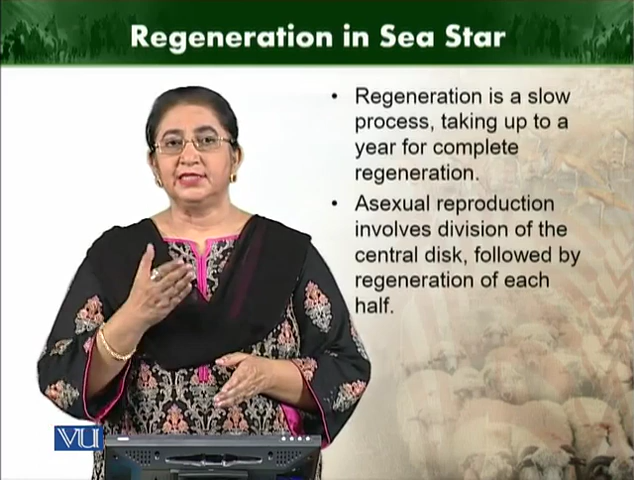 Regeneration in Sea Star
• Regeneration is a slow
process, taking up to a
year for complete
regeneration.
• Asexual reproduction
involves division of the
central disk, followed by
regeneration of each
half.
VU